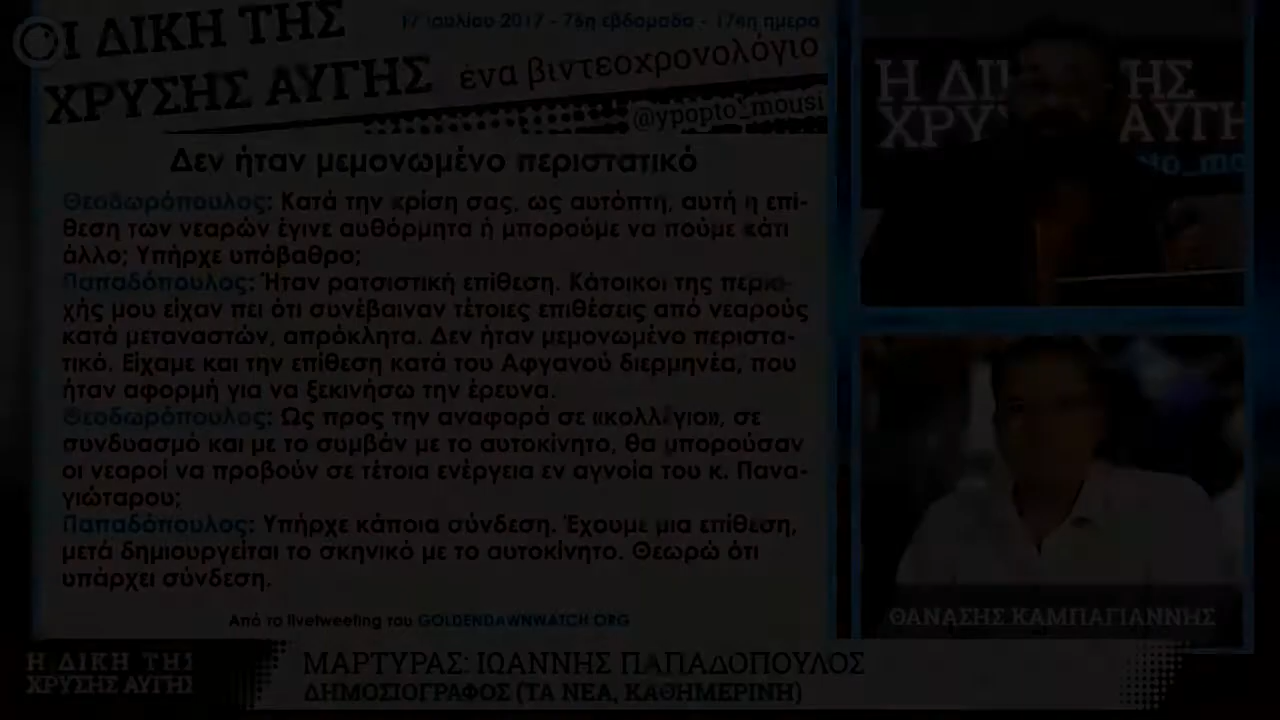 Η ΔΙΚΗ ΤΗΣ
ΧΡΥΣΗΣ ΑΥΓΗΣ
17 Ιουλίου 2017 - 76η εβδομάδα - 174η ημέρα
ένα βιντεοχρονολόγιο
@ypopto_mousi
Δεν ήταν μεμονωμένο περιστατικό
Θεοδωρόπουλος: Κατά την κρίση σας, ως αυτόπτη, αυτή η επί-
θεση των νεαρών έγινε αυθόρμητα ή μπορούμε να πούμε κάτι
άλλο; Υπήρχε υπόβαθρο;
Παπαδόπουλος: Ήταν ρατσιστική επίθεση. Κάτοικοι της περιο-
χής μου είχαν πει ότι συνέβαιναν τέτοιες επιθέσεις από νεαρούς
κατά μεταναστών, απρόκλητα. Δεν ήταν μεμονωμένο περιστα-
τικό. Είχαμε και την επίθεση κατά του Αφγανού διερμηνέα, που
ήταν αφορμή για να ξεκινήσω την έρευνα.
Θεοδωρόπουλος: Ως προς την αναφορά σε «κολλέγιο», σε
συνδυασμό και με το συμβάν με το αυτοκίνητο, θα μπορούσαν
οι νεαροί να προβούν σε τέτοια ενέργεια εν αγνοία του κ. Πανα-
γιώταρου;
Παπαδόπουλος: Υπήρχε κάποια σύνδεση. Έχουμε μια επίθεση,
μετά δημιουργείται το σκηνικό με το αυτοκίνητο. Θεωρώ ότι
υπάρχει σύνδεση.
Από το livetweeting του GOLDENDAWNWATCH.ORG
Η ΔΙ ΗΣ
ΧΡΥ ΑΥΓΗ
to_mo
ΘΑΝΑΣΗΣ ΚΑΜΠΑΓΙΑΝΝΗΣ
Η ΔΙΚΗ ΤΗΣ
ΧΡΥΣΗΣ ΑΥΓΗΣ
ΜΑΡΤΥΡΑΣ: ΙΩΑΝΝΗΣ ΠΑΠΑΔΟΠΟΥΛΟΣ
ΔΗΜΟΣΙΟΓΡΑΦΟΣ (ΤΑ ΝΕΑ, ΚΑΘΗΜΕΡΙΝΗ)